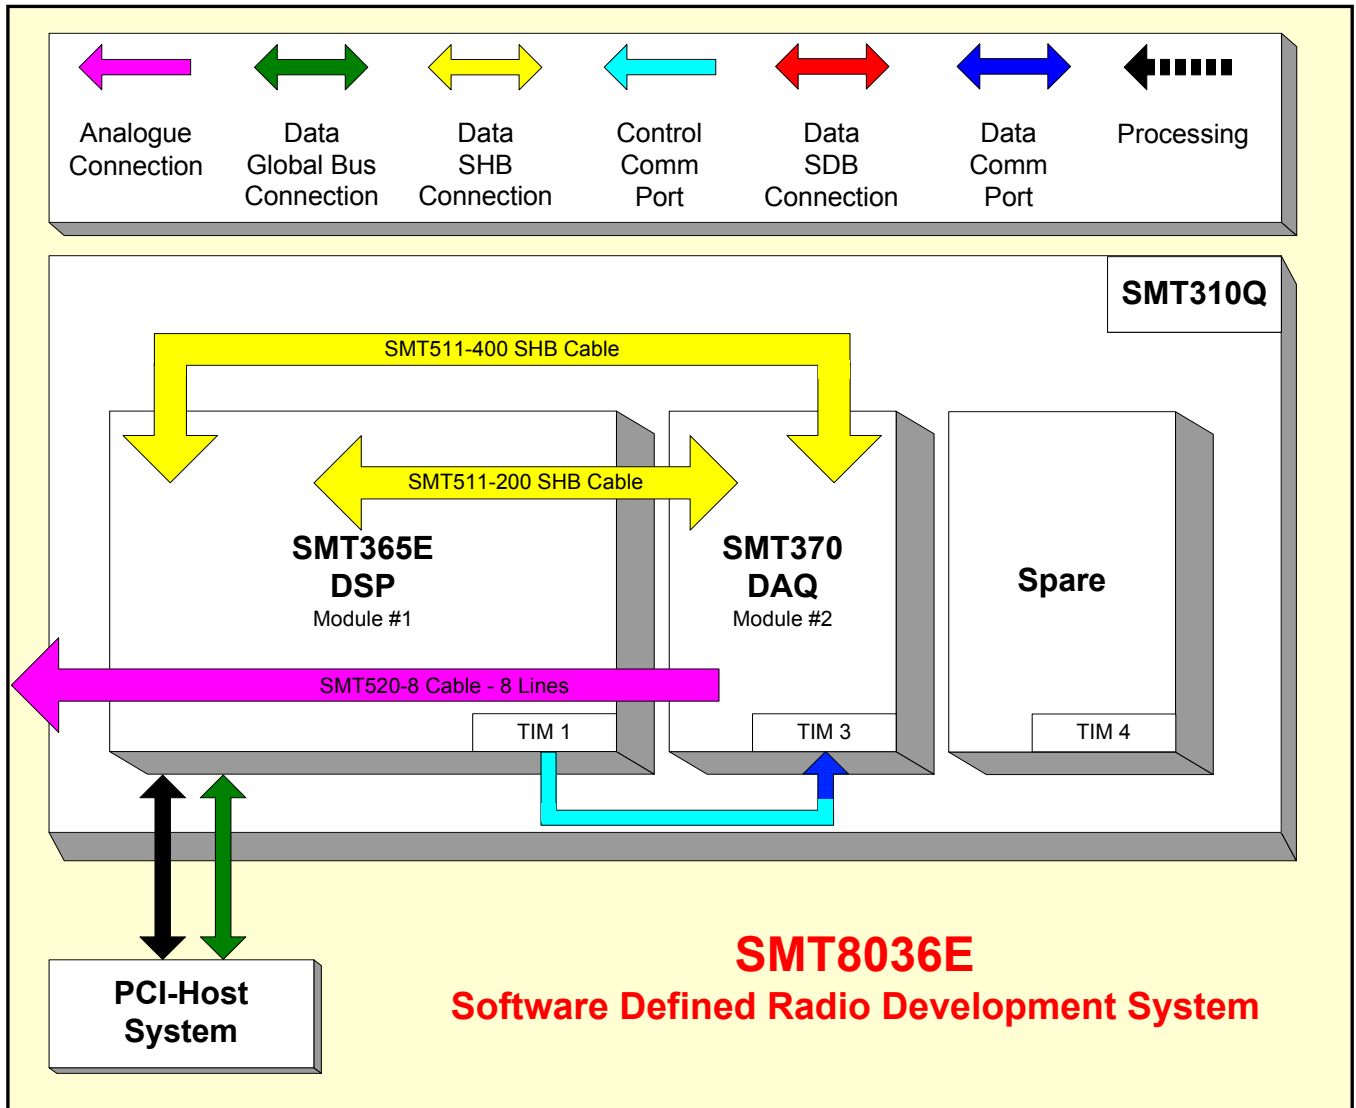 Analogue
Connection
Data
Global Bus
Connection
Data
SHB
Connection
Control
Comm
Port
Data
SDB
Connection
Data
Comm
Port
Processing
SMT310Q
SMT511-400 SHB Cable
SMT511-200 SHB Cable
SMT365E
DSP
Module #1
SMT370
DAQ
Module #2
Spare
SMT520-8 Cable - 8 Lines
TIM 1
TIM 3
TIM 4
PCI-Host
System
SMT8036E
Software Defined Radio Development System